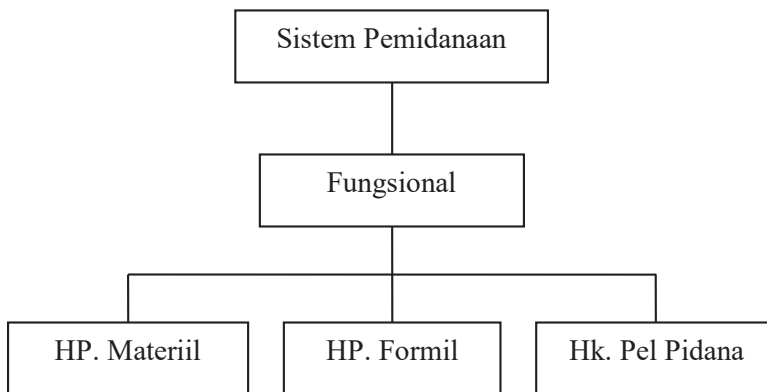 Sistem Pemidanaan
Fungsional
HP. Materiil
HP. Formil
Hk. Pel Pidana